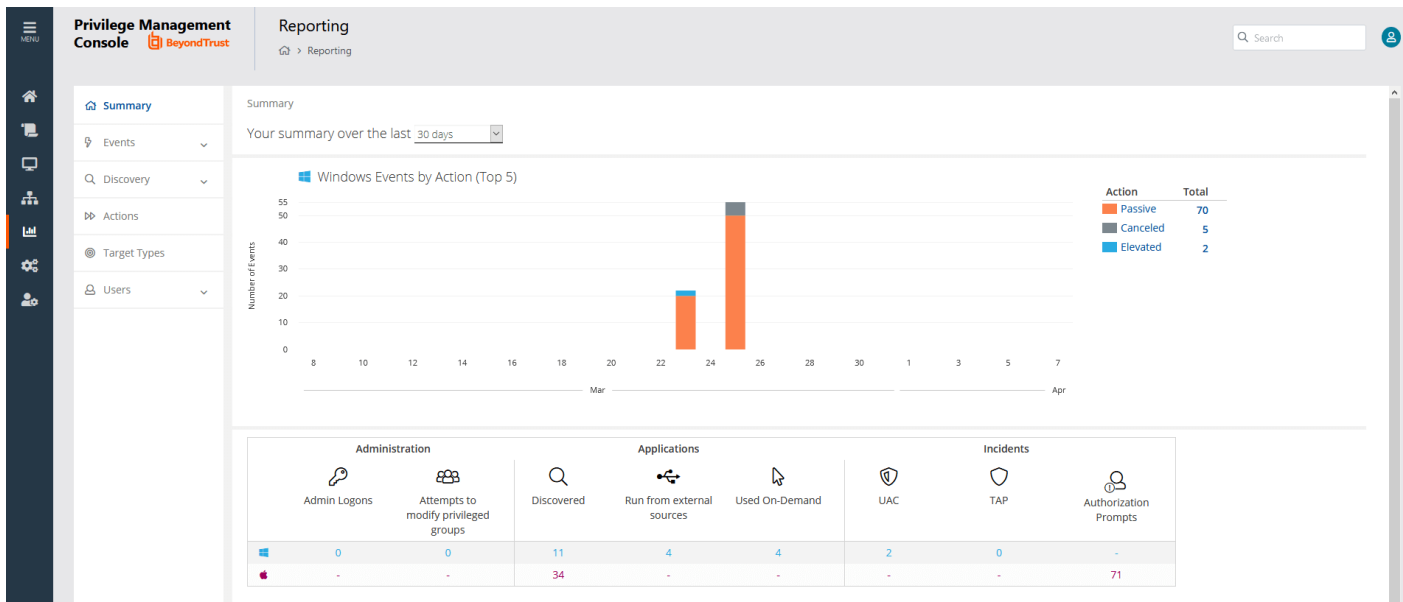 MENU
Privilege Management
Console BeyondTrust
Reporting
> Reporting
Search
Summary
Events
Discovery
Actions
Target Types
Users
Summary
Your summary over the last 30 days
Windows Events by Action (Top 5)
Number of Events
55
50
40
30
20
10
0
8 10 12 14 16 18 20 22 24 26 28 30 1 3 5 7
Mar Apr
Action Total
Passive 70
Canceled 5
Elevated 2
Administration Applications Incidents
Admin Logons
Attempts to
modify privileged
groups
Discovered
Run from external
sources
Used On-Demand
UAC
TAP
Authorization
Prompts
0 0 11 4 4 2 0 -
- - 34 - - - - 71